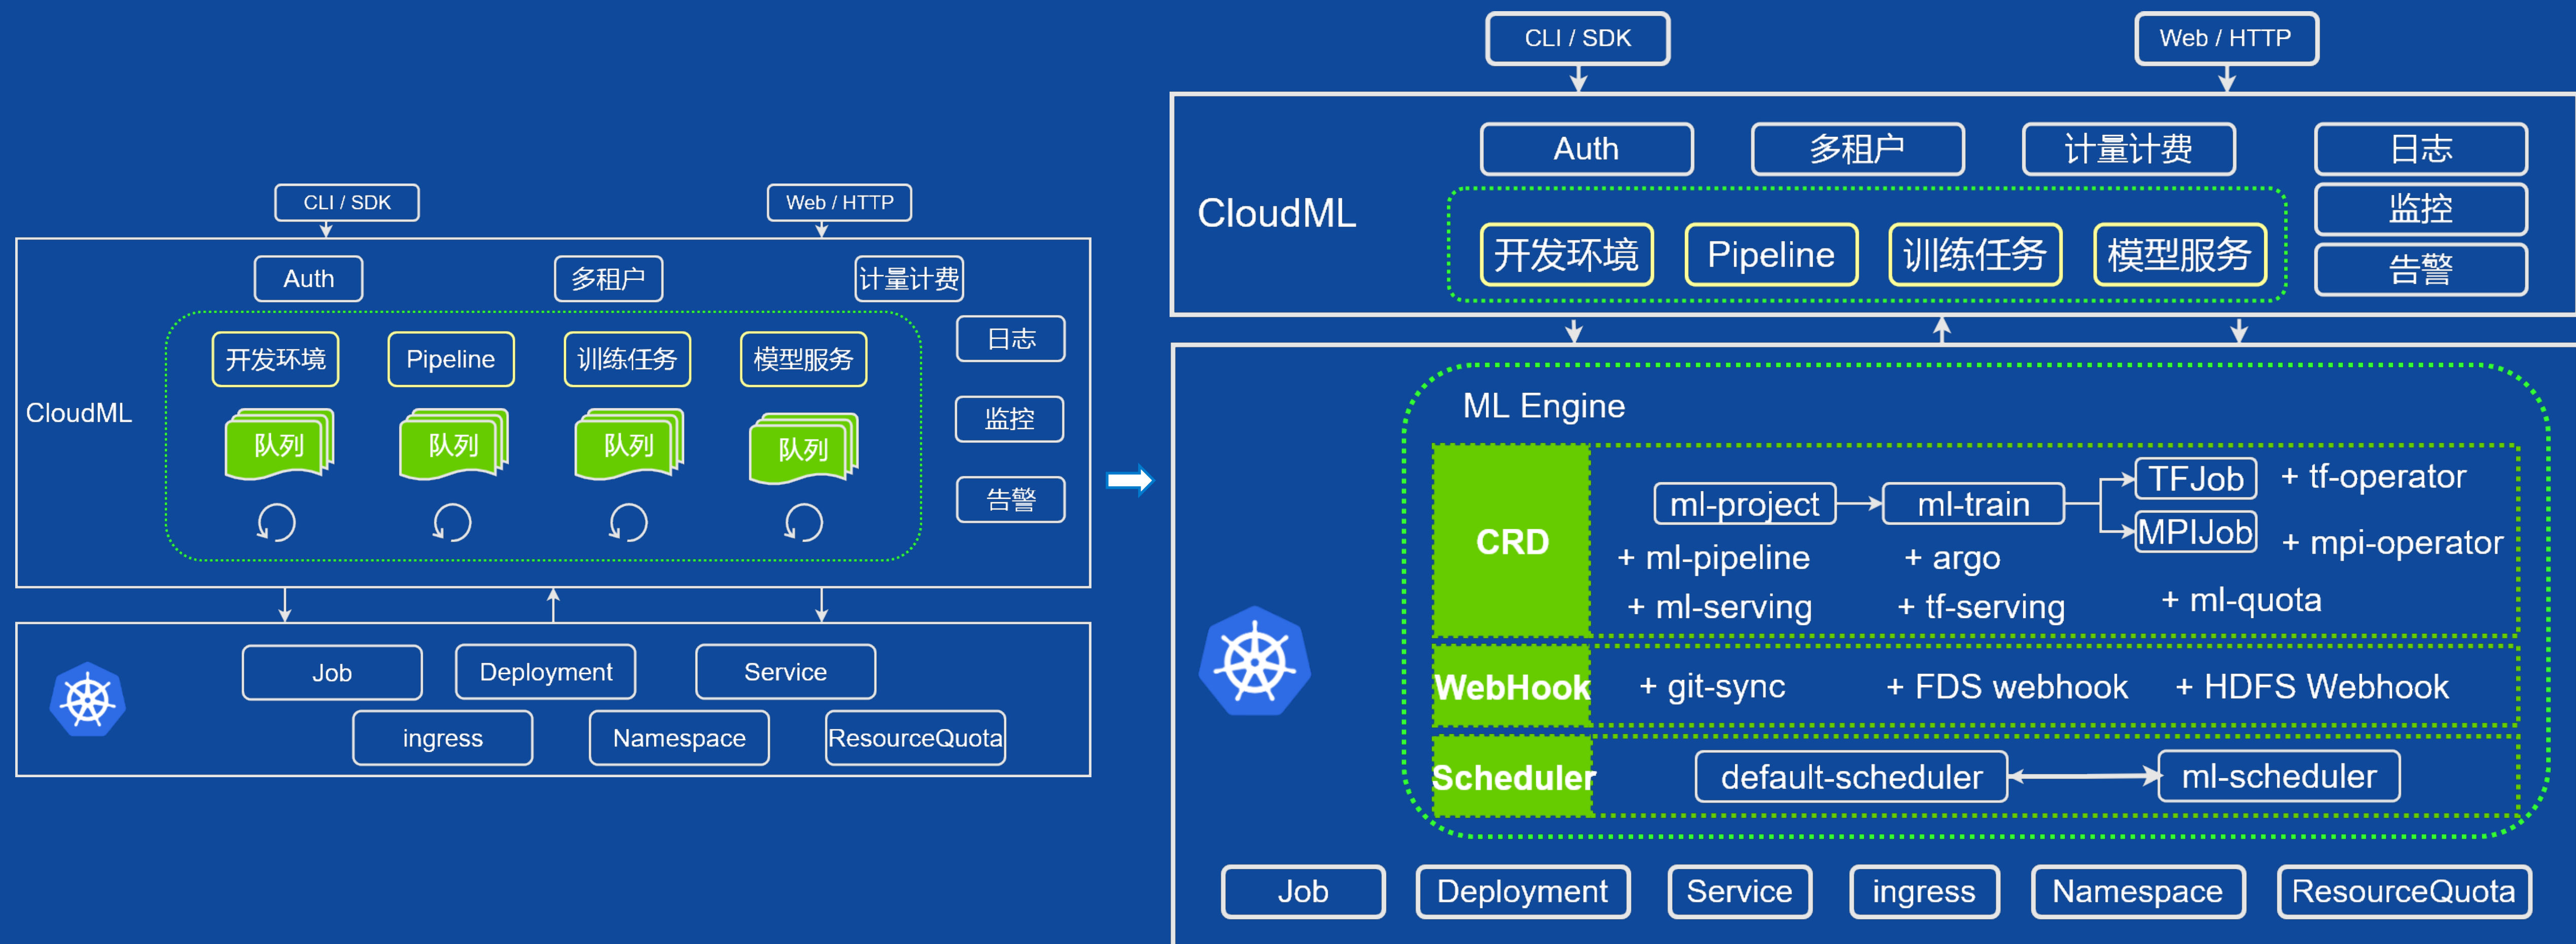 CLI / SDK
Web / HTTP
Auth
多租户
计量计费
开发环境
Pipeline
训练任务
模型服务
日志
CloudML
队列
队列
队列
队列
监控
告警
Job
Deployment
Service
ingress
Namespace
ResourceQuota
CLI / SDK
Web / HTTP
Auth
多租户
计量计费
日志
CloudML
监控
开发环境
Pipeline
训练任务
模型服务
告警
ML Engine
CRD
ml-project
ml-train
TFJob
+ tf-operator
MPIJob
+ mpi-operator
+ ml-pipeline
+ argo
+ ml-serving
+ tf-serving
+ ml-quota
WebHook
+ git-sync
+ FDS webhook
+ HDFS Webhook
Scheduler
default-scheduler
ml-scheduler
Job
Deployment
Service
ingress
Namespace
ResourceQuota